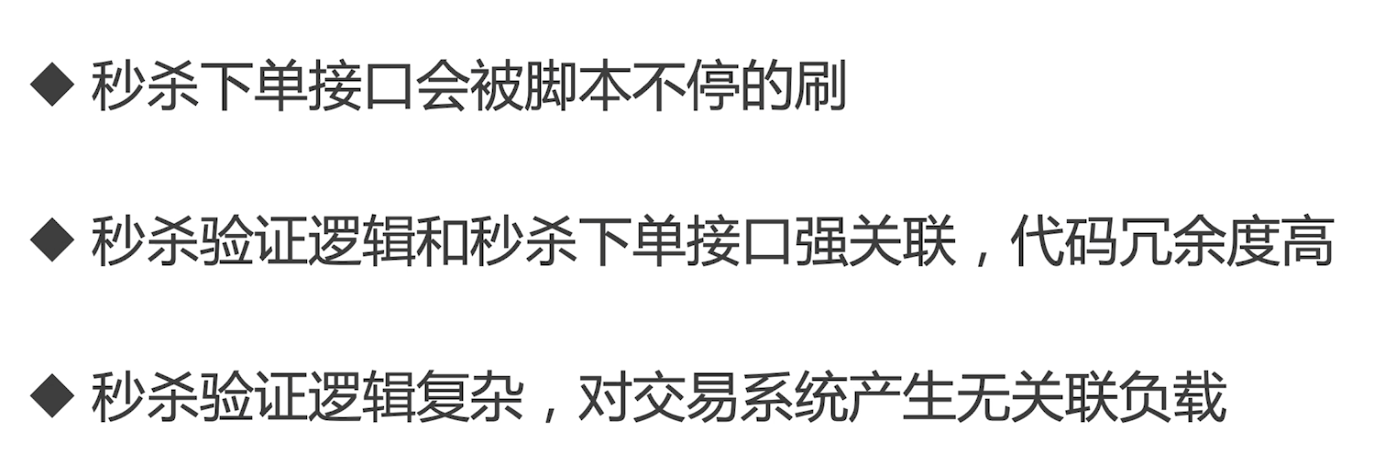 ◆ 秒杀下单接口会被脚本不停的刷
◆ 秒杀验证逻辑和秒杀下单接口强关联，代码冗余度高
◆ 秒杀验证逻辑复杂，对交易系统产生无关联负载